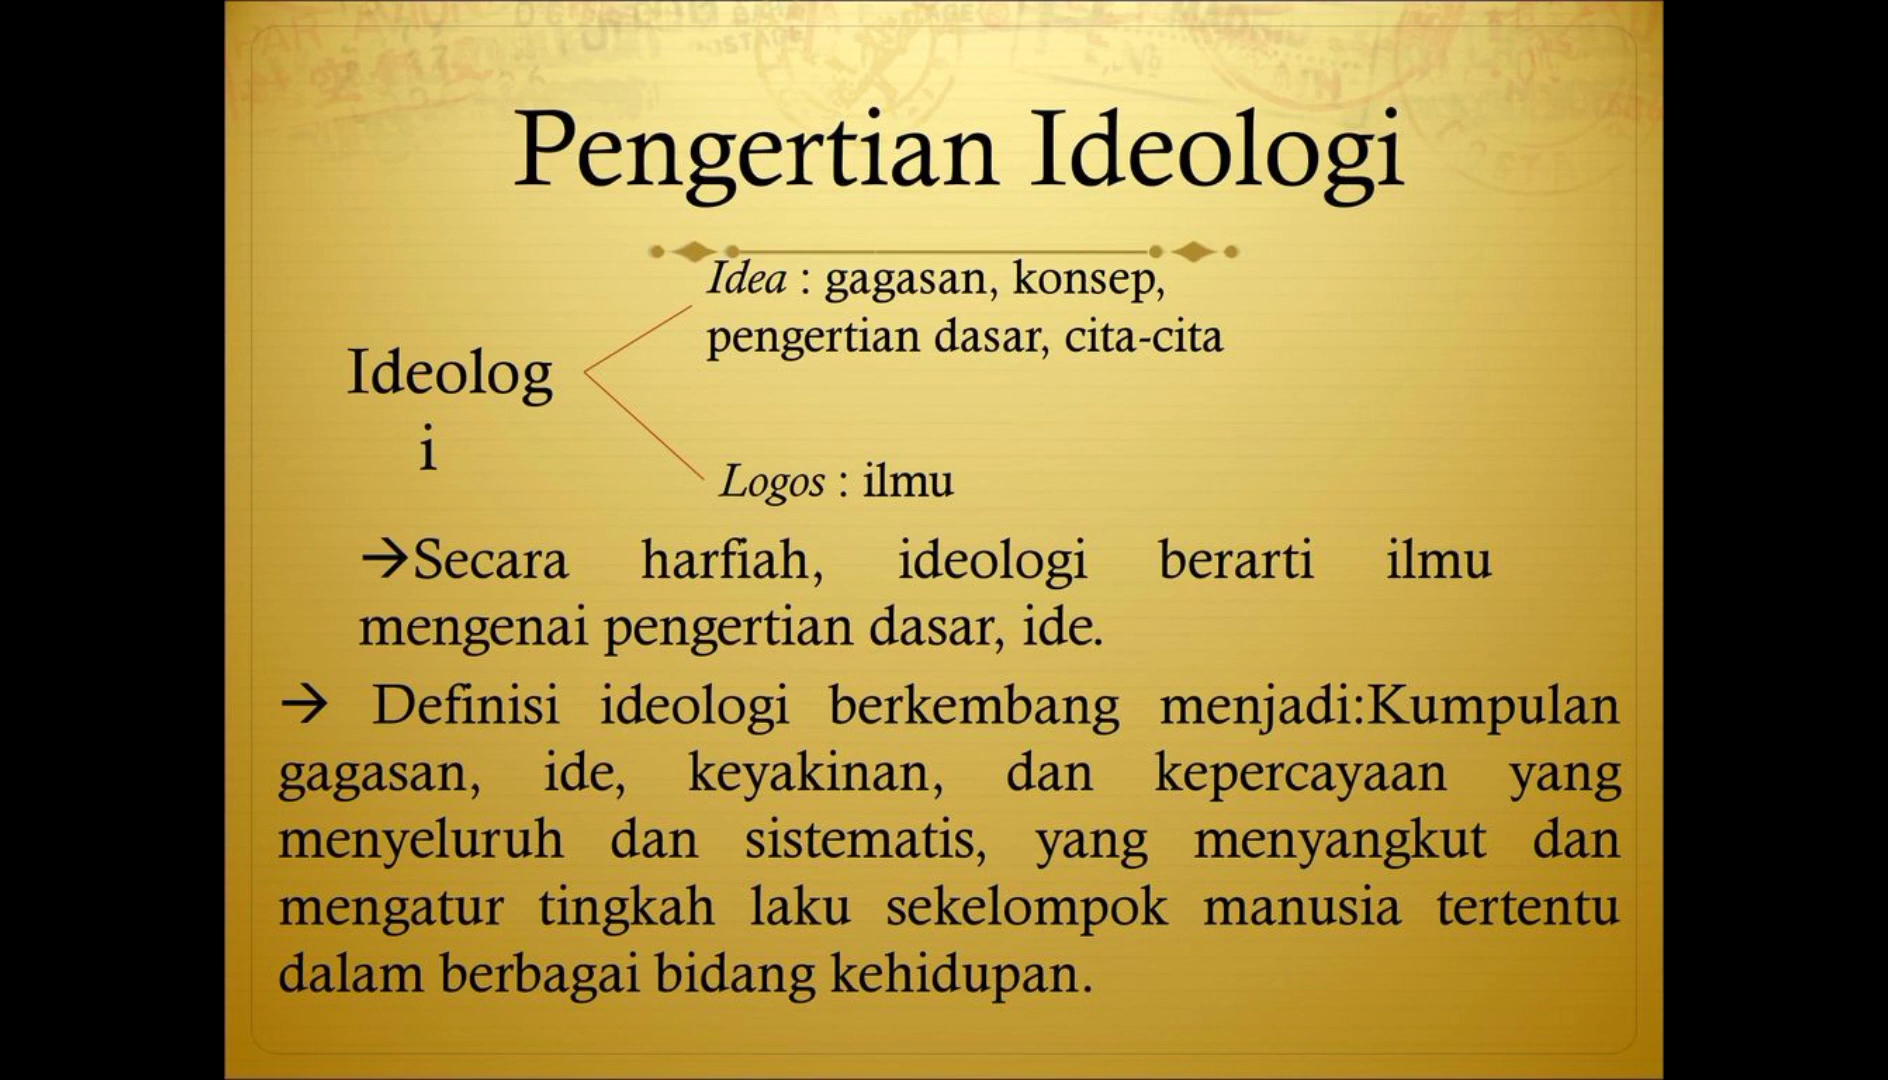 Pengertian Ideologi
Idea : gagasan, konsep,
pengertian dasar, cita-cita
Ideolog
i
Logos : ilmu
→Secara harfiah, ideologi berarti ilmu
mengenai pengertian dasar, ide.
→ Definisi ideologi berkembang menjadi:Kumpulan
gagasan, ide, keyakinan, dan kepercayaan yang
menyeluruh dan sistematis, yang menyangkut dan
mengatur tingkah laku sekelompok manusia tertentu
dalam berbagai bidang kehidupan.